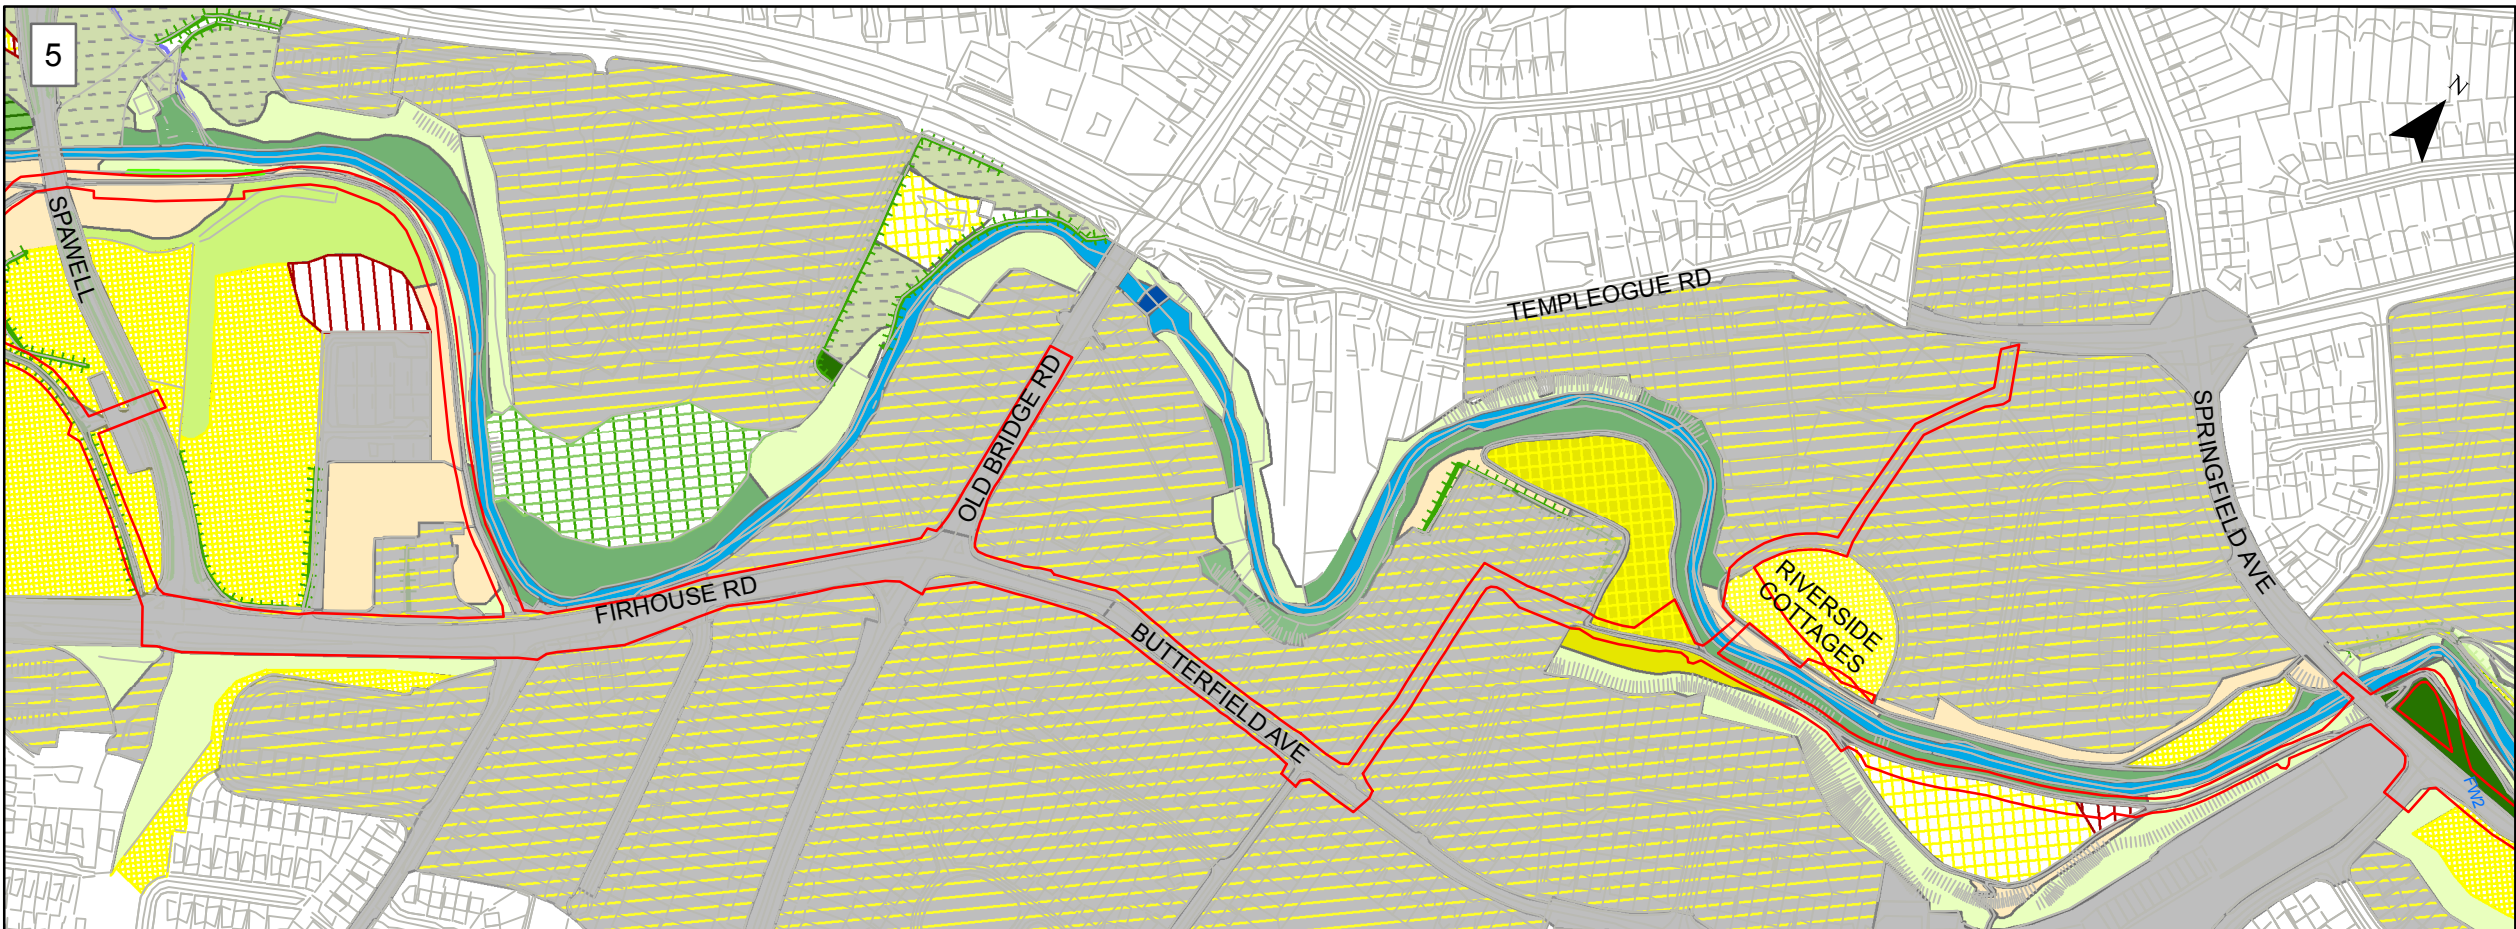 5
N
SPAWELL
OLD BRIDGE RD
TEMPLEOGUE RD
FIRHOUSE RD
BUTTERFIELD AVE
RIVERSIDE
COTTAGES
SPRINGFIELD AVE
FW2